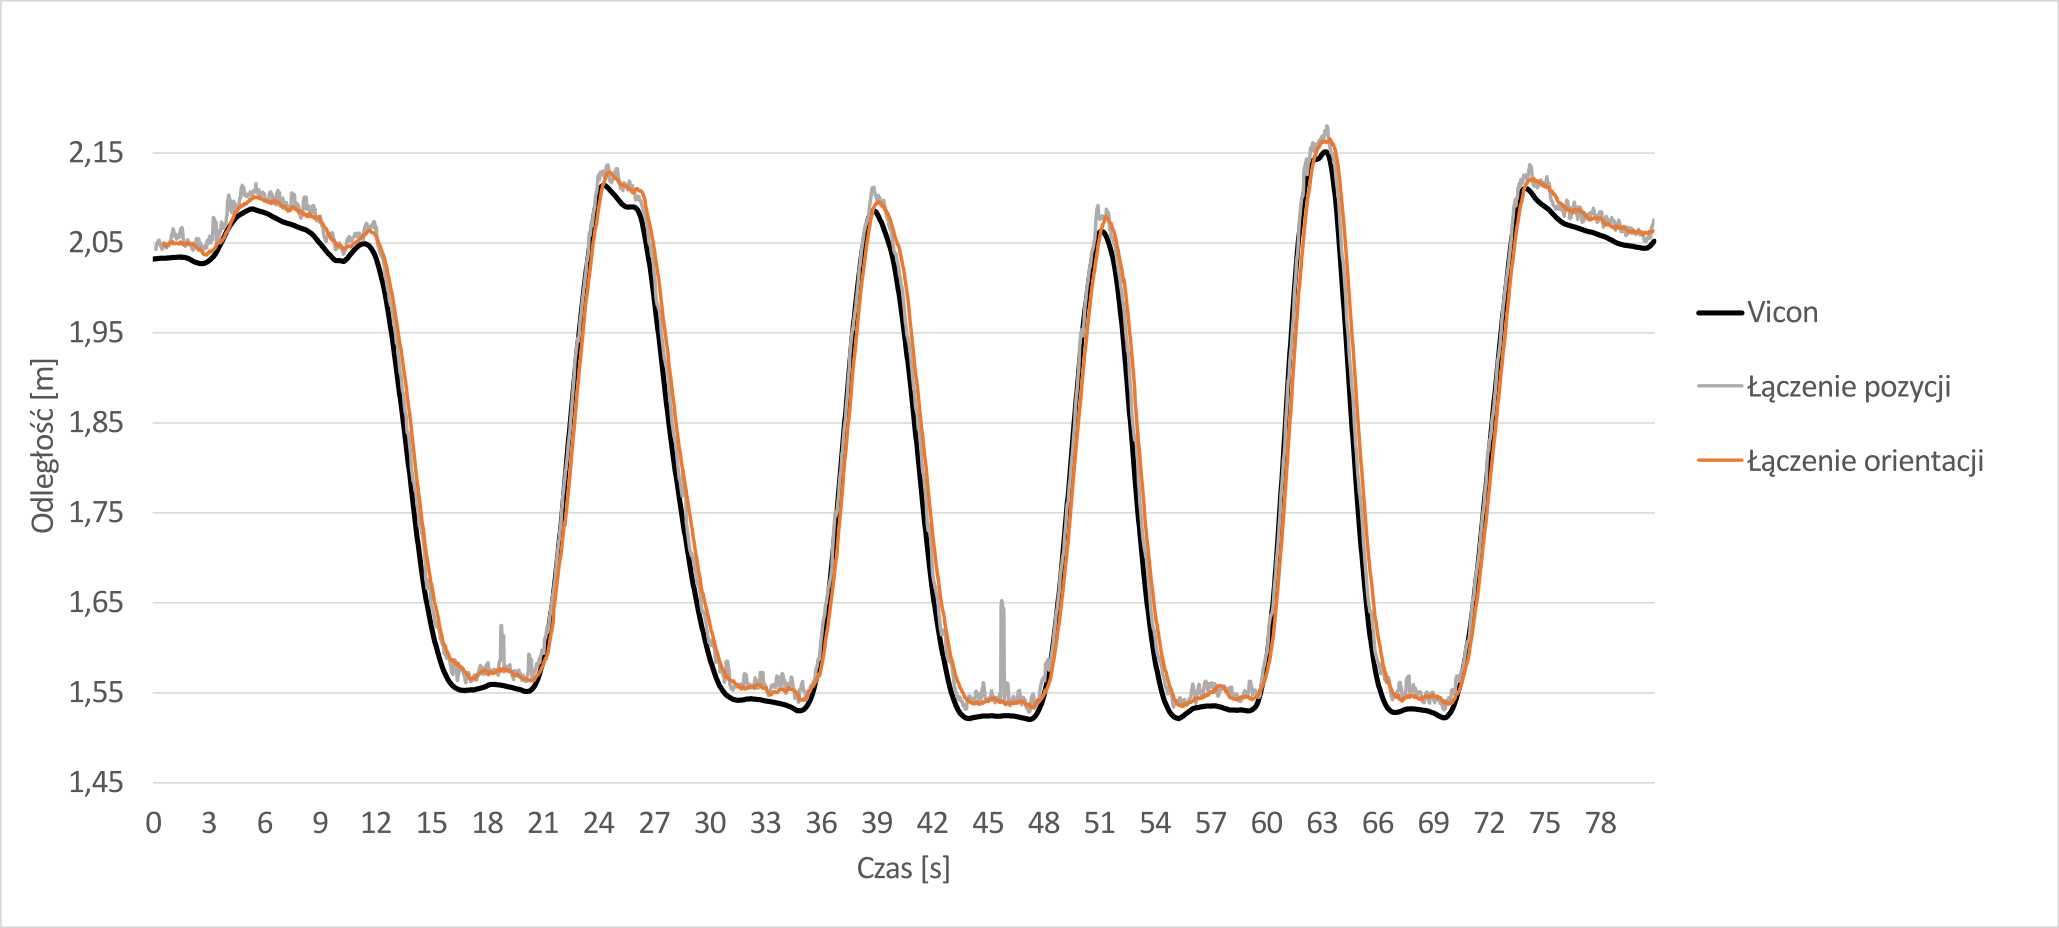 2,15
2,05
1,95
1,85
1,75
1,65
1,55
1,45
Odległość [m]
0 3 6 9 12 15 18 21 24 27 30 33 36 39 42 45 48 51 54 57 60 63 66 69 72 75 78
Czas [s]
Vicon
Łączenie pozycji
Łączenie orientacji